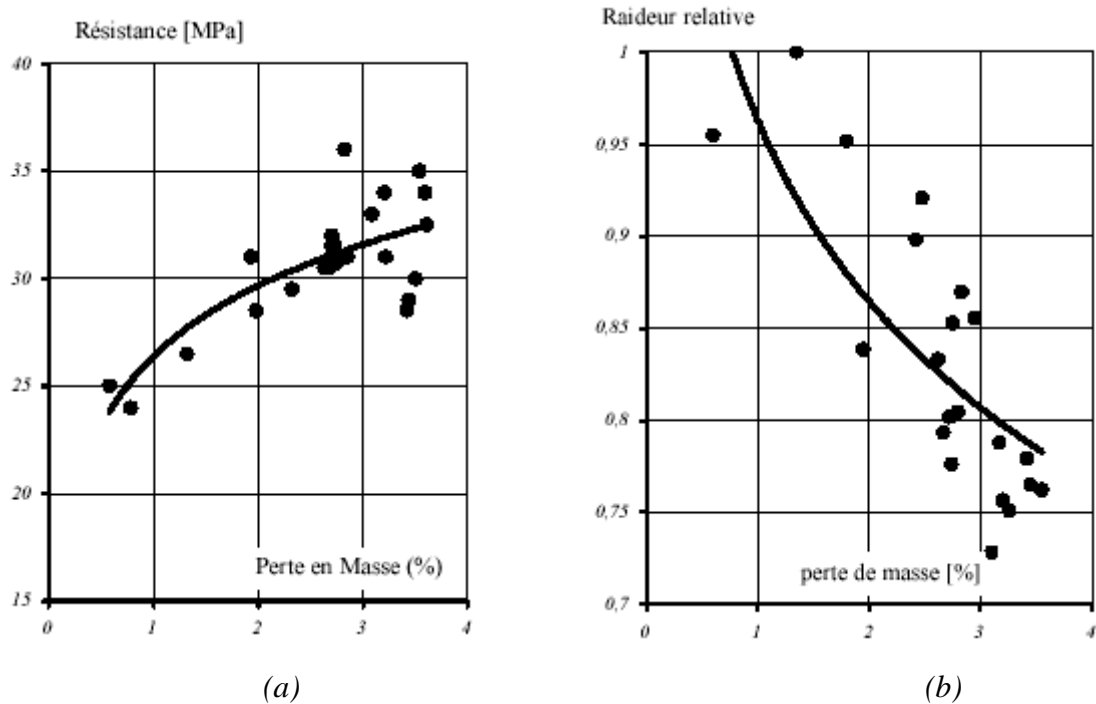 Résistance [MPa]
40
35
30
25
20
15
Perte en Masse (%)
0 1 2 3 4
(a)
Raideur relative
1
0,95
0,9
0,85
0,8
0,75
0,7
perte de masse [%]
0 1 2 3 4
(b)